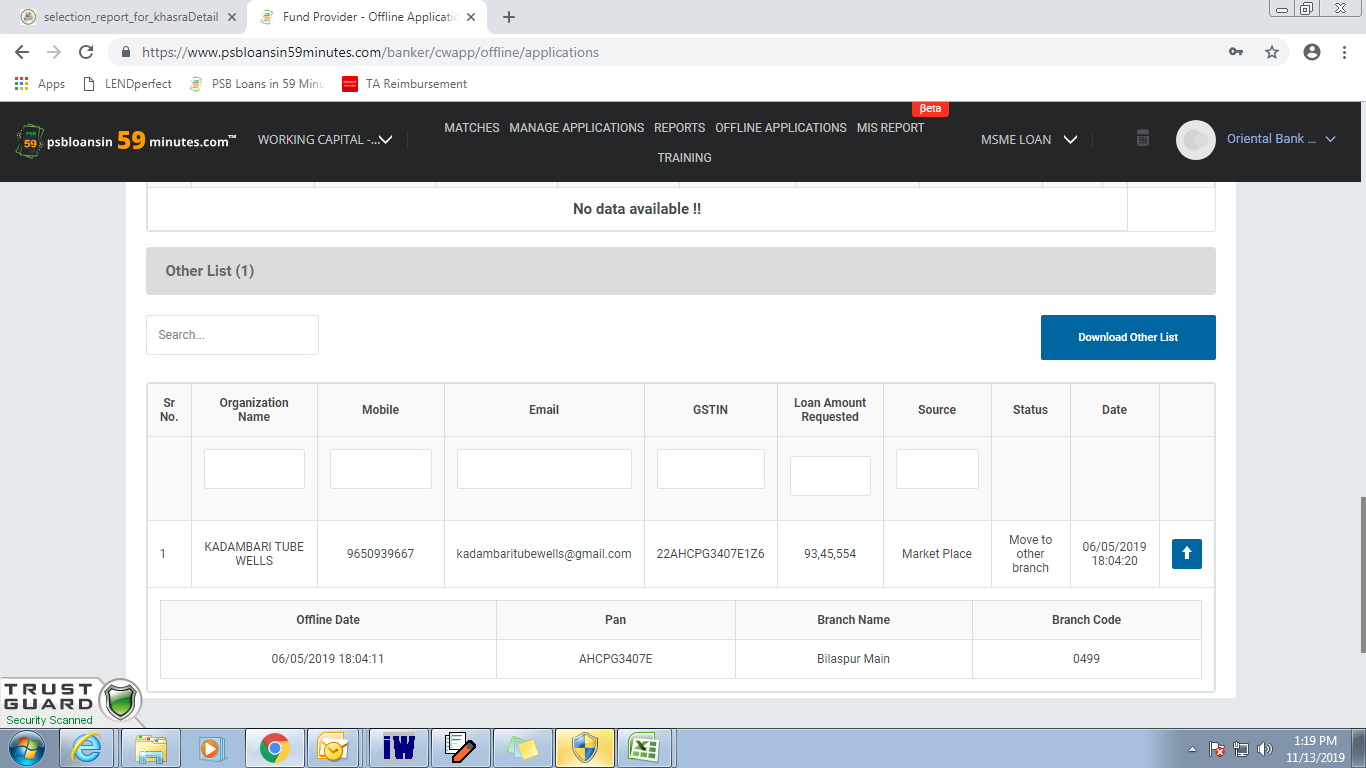 selection_report_for_khasraDetail
Fund Provider - Offline Applicatio
https://www.psbloansin59minutes.com/banker/cwapp/offline/applications
Apps
LENDperfect
PSB Loans in 59 Minu
TA Reimbursement
βeta
PSB
59
psbloansin 59 minutes.com™
WORKING CAPITAL -...
MATCHES MANAGE APPLICATIONS REPORTS OFFLINE APPLICATIONS MIS REPORT
TRAINING
MSME LOAN
Oriental Bank ...
No data available !!
Other List (1)
Search...
Download Other List
Sr No. Organization Name Mobile Email GSTIN Loan Amount Requested Source Status Date
1 KADAMBARI TUBE WELLS 9650939667 kadambaritubewells@gmail.com 22AHCPG3407E1Z6 93,45,554 Market Place Move to other branch 06/05/2019 18:04:20
Offline Date Pan Branch Name Branch Code
06/05/2019 18:04:11 AHCPG3407E Bilaspur Main 0499
TRUST
GUARD
Security Scanned
iW
1:19 PM
11/13/2019